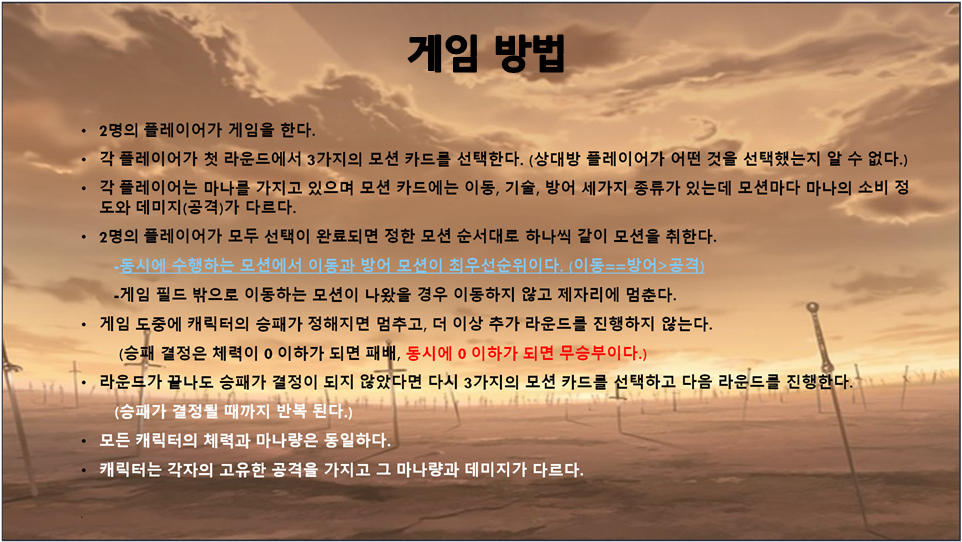 게임 방법
• 2명의 플레이어가 게임을 한다.
• 각 플레이어가 첫 라운드에서 3가지의 모션 카드를 선택한다. (상대방 플레이어가 어떤 것을 선택했는지 알 수 없다.)
• 각 플레이어는 마나를 가지고 있으며 모션 카드에는 이동, 기술, 방어 세가지 종류가 있는데 모션마다 마나의 소비 정
도와 데미지(공격)가 다르다.
• 2명의 플레이어가 모두 선택이 완료되면 정한 모션 순서대로 하나씩 같이 모션을 취한다.
-동시에 수행하는 모션에서 이동과 방어 모션이 최우선순위이다. (이동==방어>공격)
-게임 필드 밖으로 이동하는 모션이 나왔을 경우 이동하지 않고 제자리에 멈춘다.
• 게임 도중에 캐릭터의 승패가 정해지면 멈추고, 더 이상 추가 라운드를 진행하지 않는다.
(승패 결정은 체력이 0 이하가 되면 패배, 동시에 0 이하가 되면 무승부이다.)
• 라운드가 끝나도 승패가 결정이 되지 않았다면 다시 3가지의 모션 카드를 선택하고 다음 라운드를 진행한다.
(승패가 결정될 때까지 반복 된다.)
• 모든 캐릭터의 체력과 마나량은 동일하다.
• 캐릭터는 각자의 고유한 공격을 가지고 그 마나량과 데미지가 다르다.